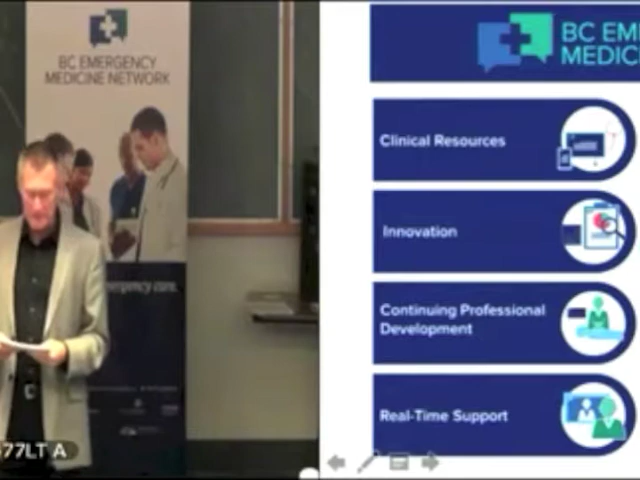 BC EMERGENCY
MEDICINE NETWORK
emergency care.
77LT A
BC EM
MEDIC
Clinical Resources
Innovation
Continuing Professional
Development
Real-Time Support